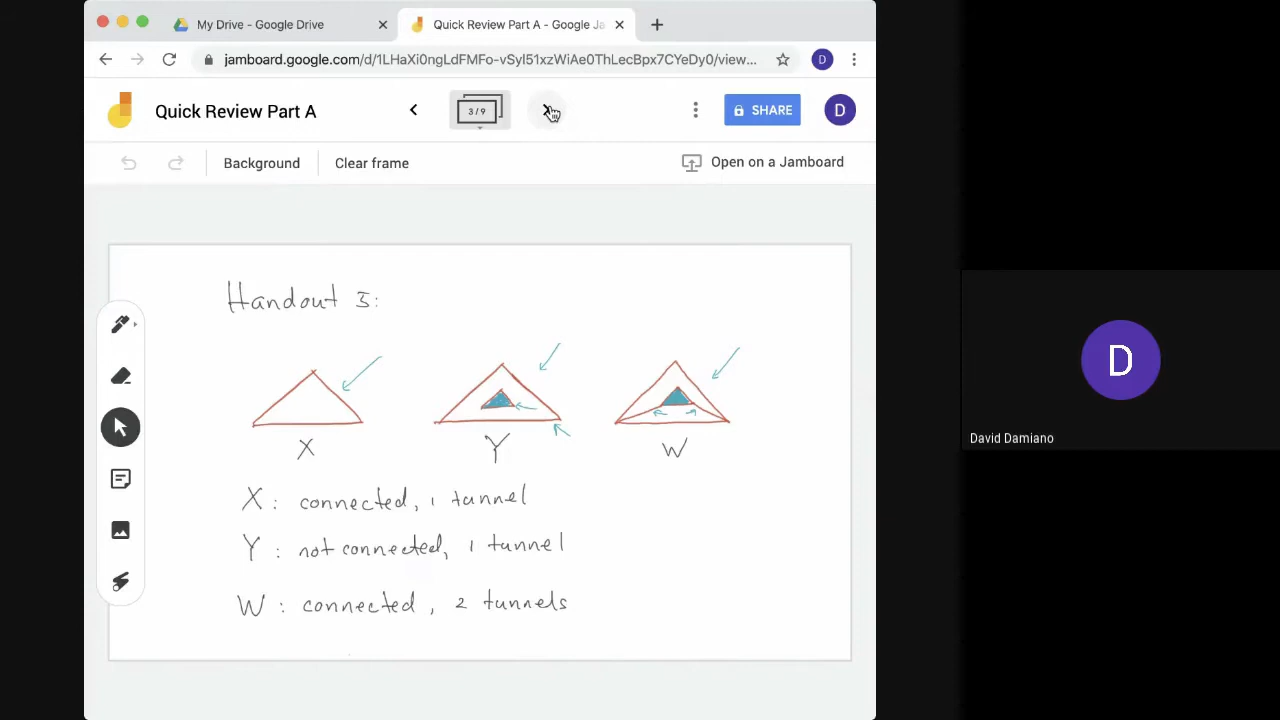 My Drive - Google Drive
Quick Review Part A - Google Ja
jamboard.google.com/d/1LHaXi0ngLdFMFo-vSyl51xzWiAe0ThLecBpx7CYeDy0/view...
D
Quick Review Part A
3 / 9
SHARE
D
Background
Clear frame
Open on a Jamboard
Handout 3:
X
Y
W
X: connected, 1 tunnel
Y: not connected, 1 tunnel
W: connected, 2 tunnels
D
David Damiano